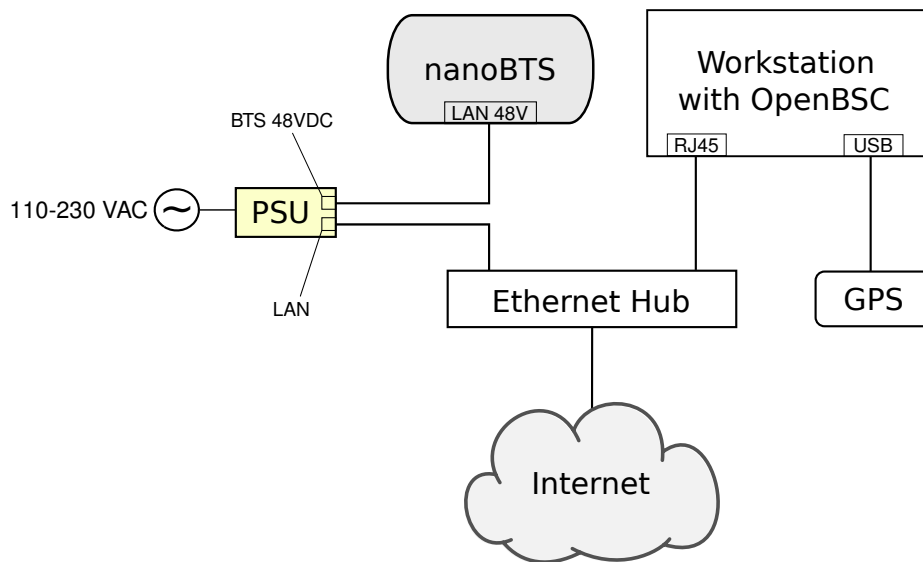 nanoBTS
LAN 48V
Workstation
with OpenBSC
RJ45
USB
BTS 48VDC
110-230 VAC
~
PSU
LAN
Ethernet Hub
GPS
Internet